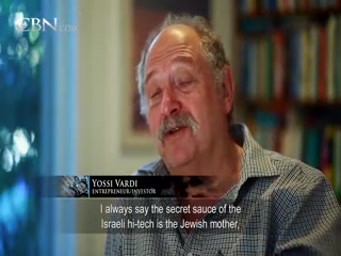 CBN.com
YOSSI VARDI
ENTREPRENEUR/INVESTOR
I always say the secret sauce of the
Israeli hi-tech is the Jewish mother,